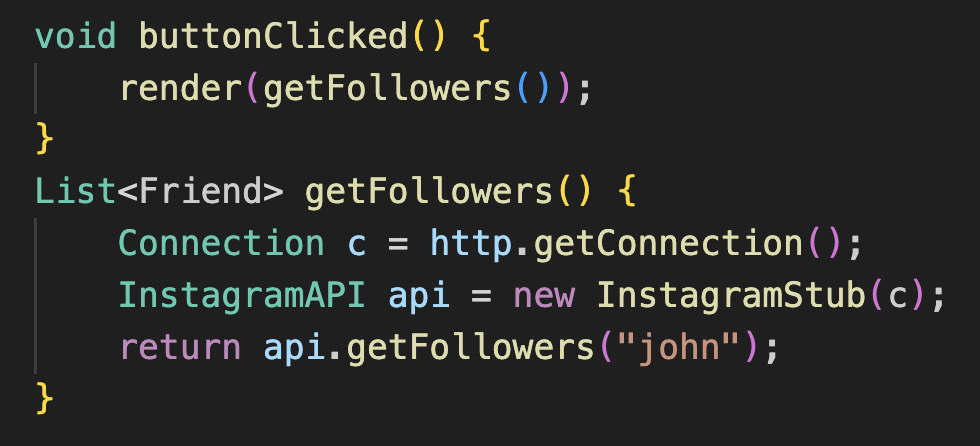 void buttonClicked() {
    render(getFollowers());
}
List<Friend> getFollowers() {
    Connection c = http.getConnection();
    InstagramAPI api = new InstagramStub(c);
    return api.getFollowers("john");
}